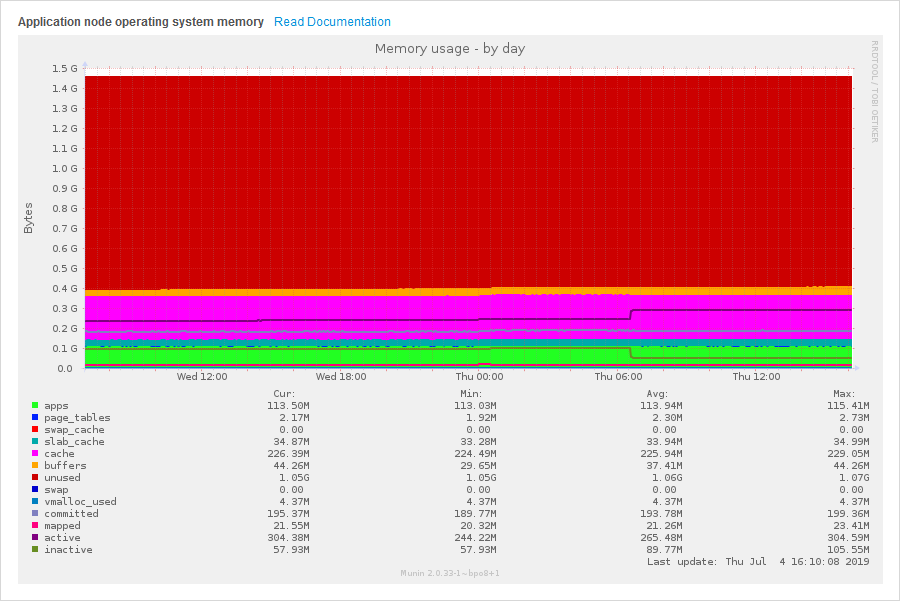 Application node operating system memory Read Documentation
Memory usage - by day
RRDTOOL / TOBI OETIKER
Bytes
1.5 G
1.4 G
1.3 G
1.2 G
1.1 G
1.0 G
0.9 G
0.8 G
0.7 G
0.6 G
0.5 G
0.4 G
0.3 G
0.2 G
0.1 G
0.0
Wed 12:00 Wed 18:00 Thu 00:00 Thu 06:00 Thu 12:00
Cur: Min: Avg: Max:
apps 113.50M 113.03M 113.94M 115.41M
page_tables 2.17M 1.92M 2.30M 2.73M
swap_cache 0.00 0.00 0.00 0.00
slab_cache 34.87M 33.28M 33.94M 34.99M
cache 226.39M 224.49M 225.94M 229.05M
buffers 44.26M 29.65M 37.41M 44.26M
unused 1.05G 1.05G 1.06G 1.07G
swap 0.00 0.00 0.00 0.00
vmalloc_used 4.37M 4.37M 4.37M 4.37M
committed 195.37M 189.77M 193.78M 199.36M
mapped 21.55M 20.32M 21.26M 23.41M
active 304.38M 244.22M 265.48M 304.59M
inactive 57.93M 57.93M 89.77M 105.55M
Last update: Thu Jul 4 16:10:08 2019
Munin 2.0.33-1~bpo8+1